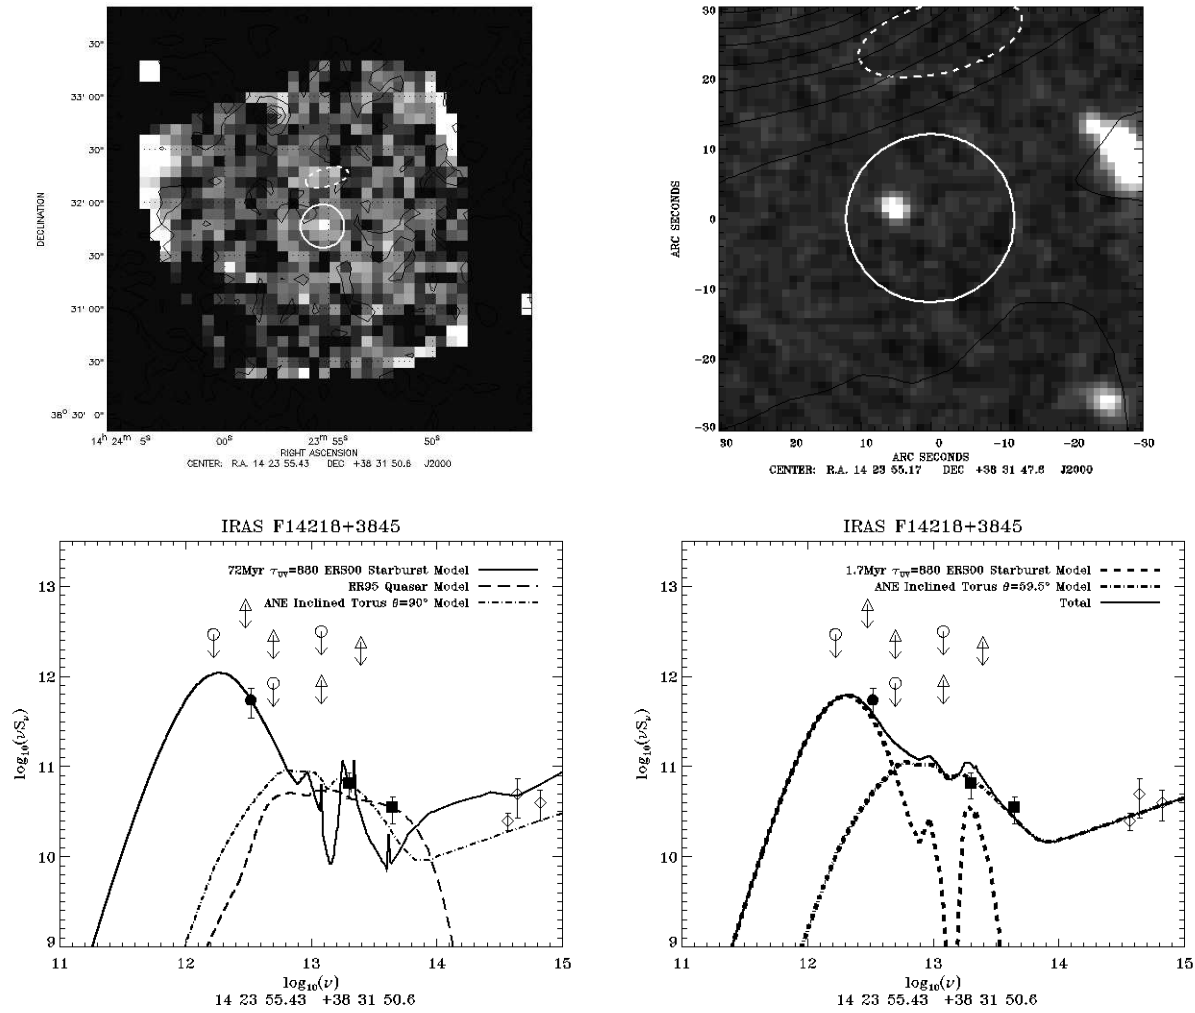 30"
33' 00"
30"
32' 00"
30"
31' 00"
30"
38° 30' 0"
DECLINATION
14ʰ 24ᵐ 5ˢ
00ˢ
23ᵐ 55ˢ
50ˢ
RIGHT ASCENSION
CENTER: R.A. 14 23 55.43 DEC +38 31 50.6 J2000
30
20
10
0
-10
-20
-30
ARC SECONDS
30 20 10 0 -10 -20 -30
ARC SECONDS
CENTER: R.A. 14 23 55.17 DEC +38 31 47.6 J2000
IRAS F14218+3845
72Myr τUV=880 ERS00 Starburst Model
RR95 Quasar Model
ANE Inclined Torus θ=90° Model
13
12
11
10
9
log₁₀(νSν)
11 12 13 14 15
log₁₀(ν)
14 23 55.43 +38 31 50.6
IRAS F14218+3845
1.7Myr τUV=880 ERS00 Starburst Model
ANE Inclined Torus θ=59.5° Model
Total
13
12
11
10
9
log₁₀(νSν)
11 12 13 14 15
log₁₀(ν)
14 23 55.43 +38 31 50.6